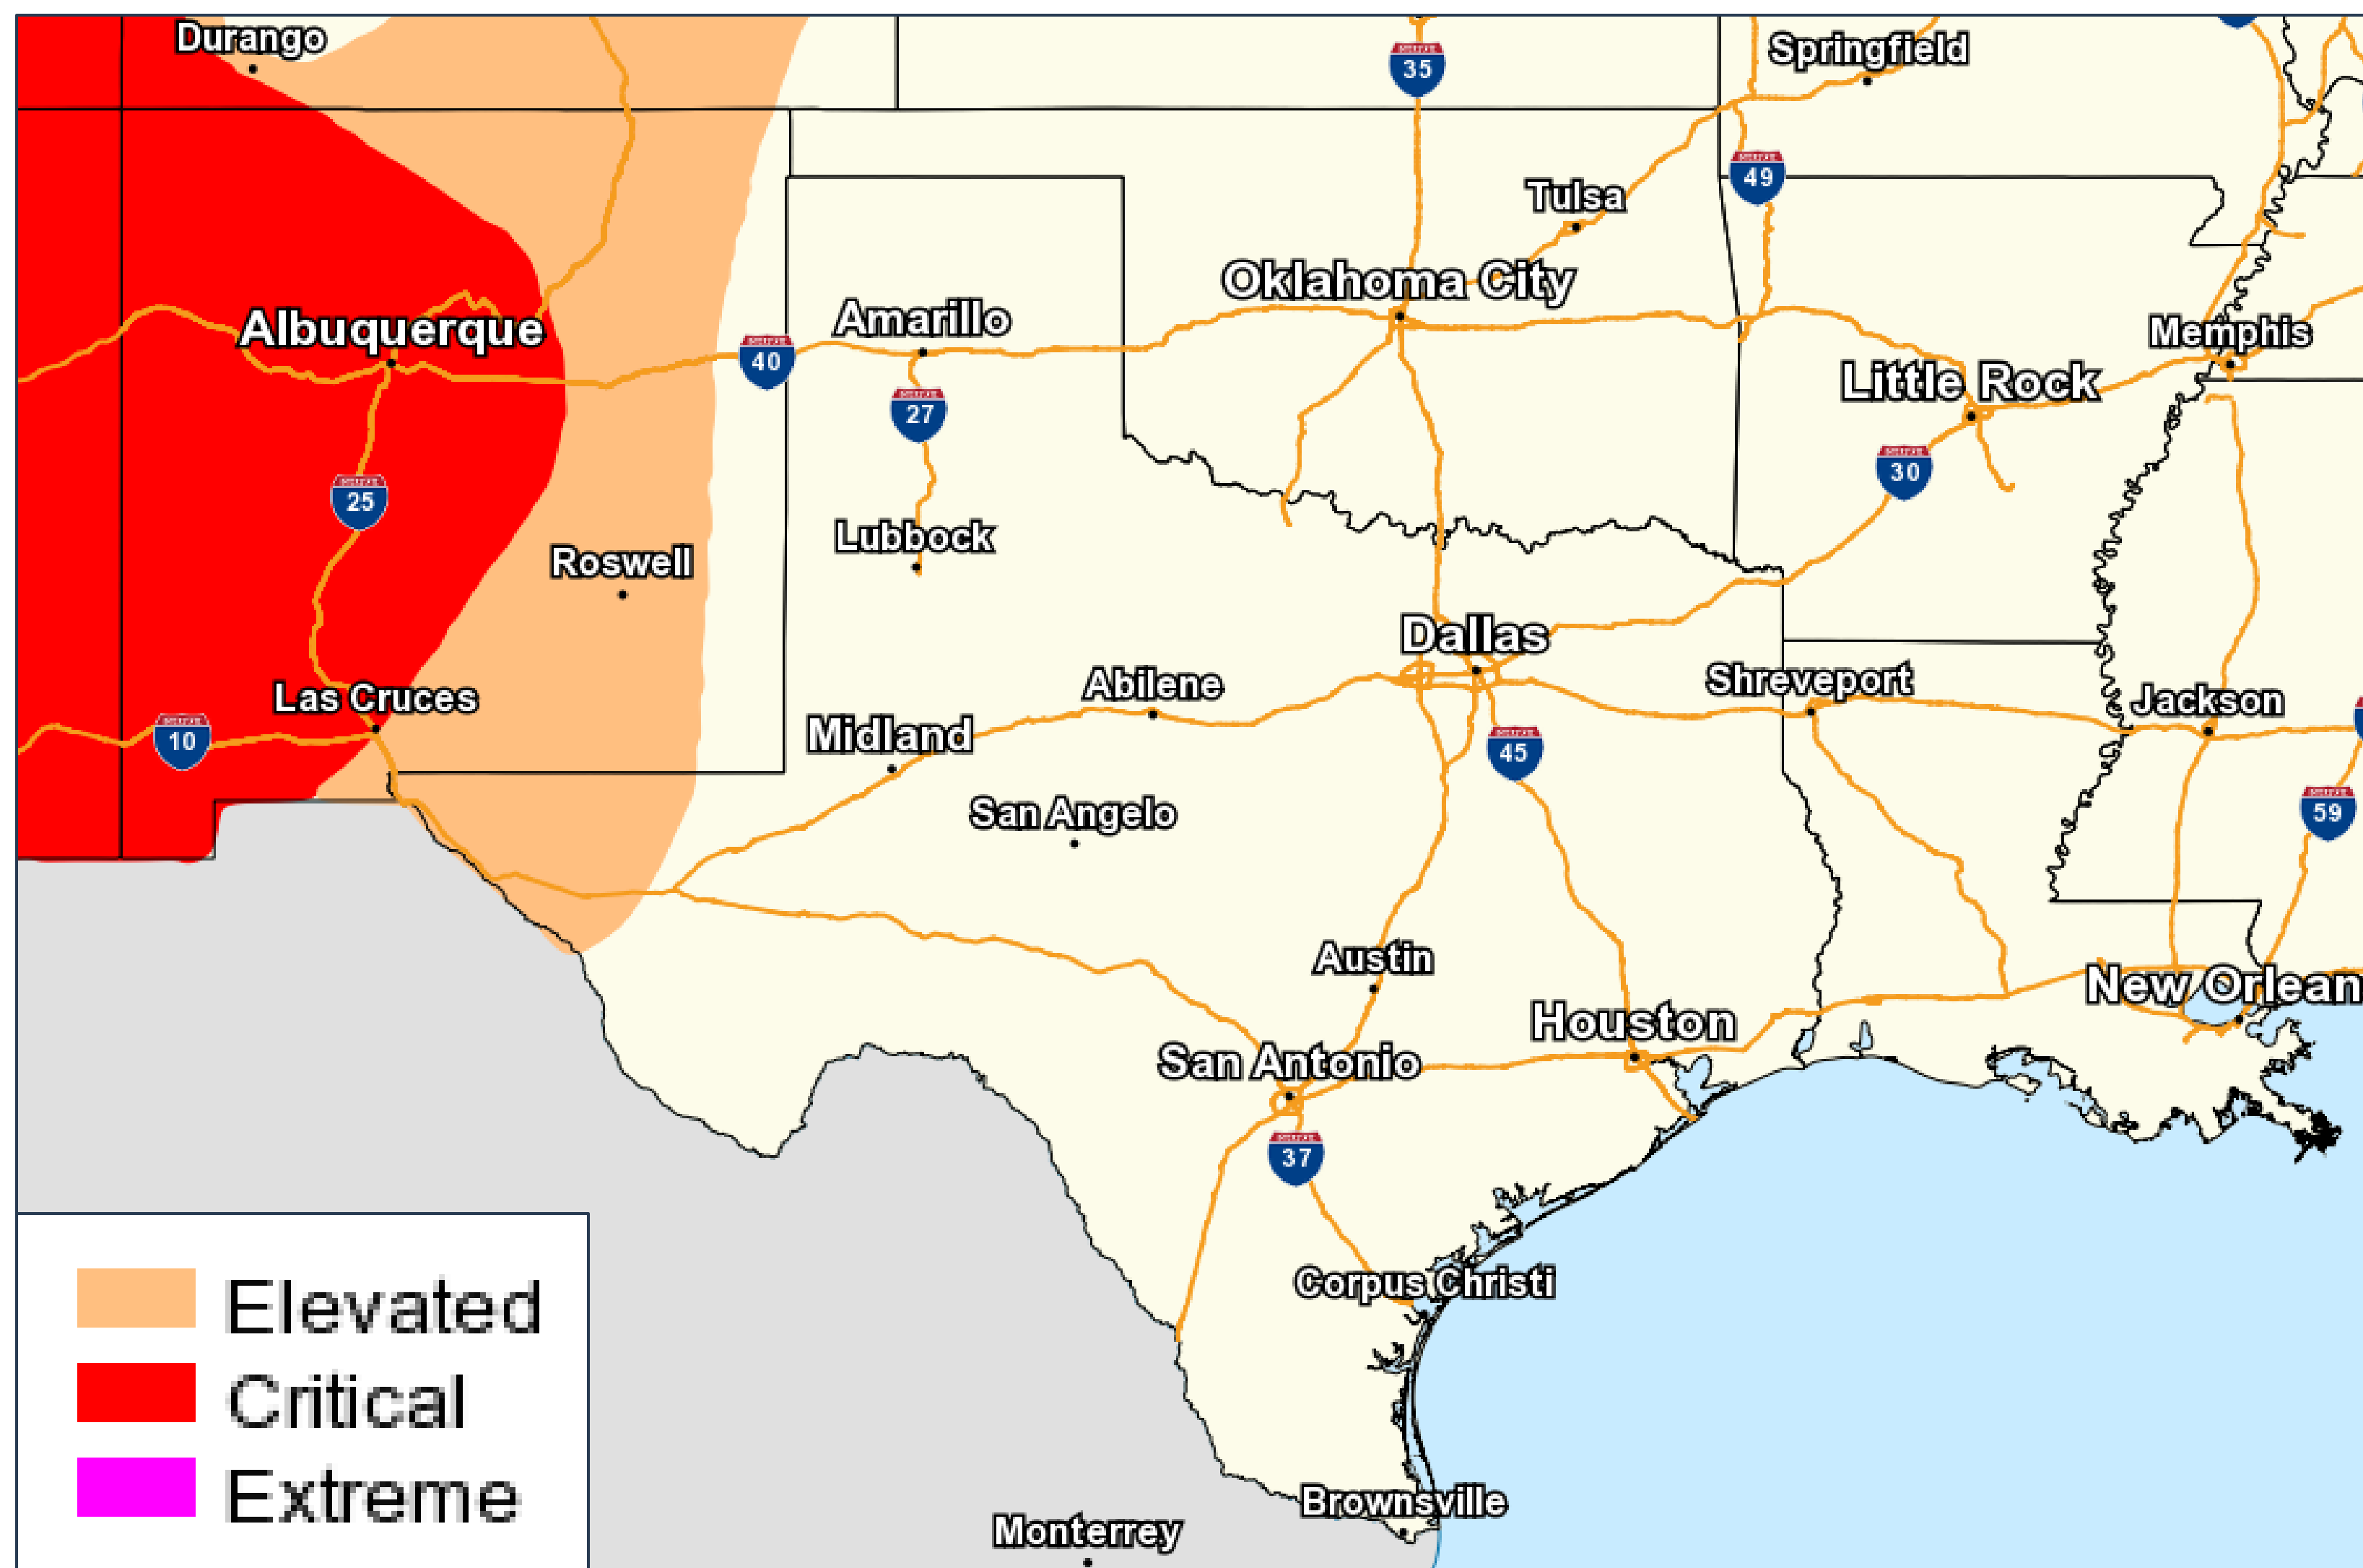 Durango
35
Springfield
49
Tulsa
Oklahoma City
Albuquerque
Amarillo
40
Memphis
27
Little Rock
25
30
Lubbock
Roswell
Dallas
Las Cruces
Abilene
Shreveport
Jackson
10
Midland
45
San Angelo
59
Austin
New Orlean
Houston
San Antonio
37
Corpus Christi
Brownsville
Monterrey
Elevated
Critical
Extreme